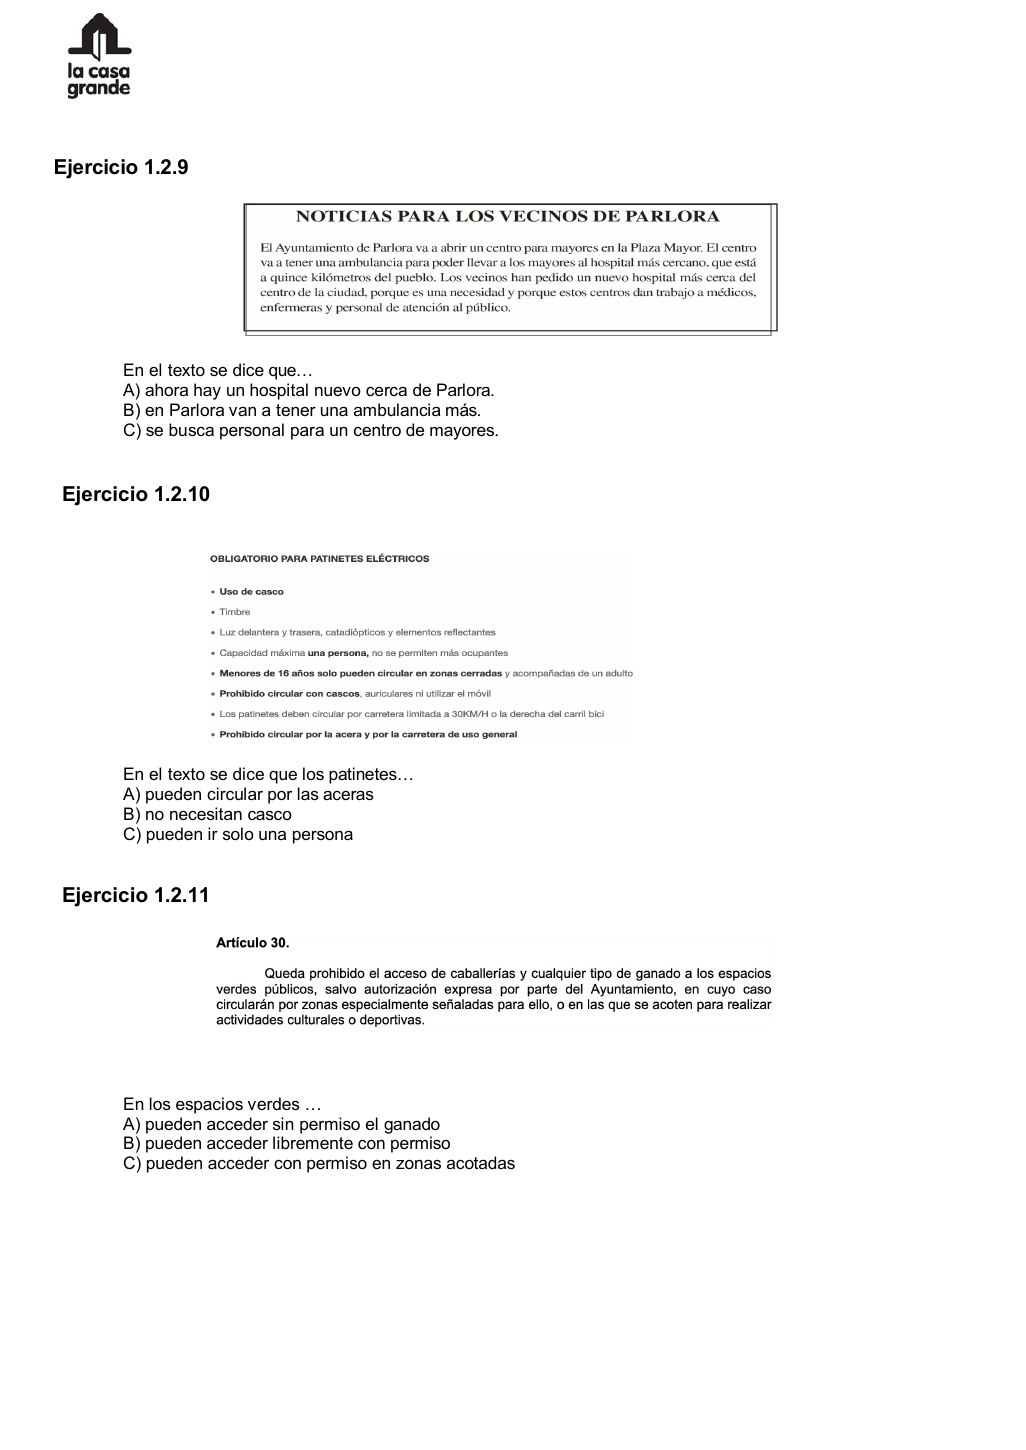 la casa
grande
Ejercicio 1.2.9
NOTICIAS PARA LOS VECINOS DE PARLORA
El Ayuntamiento de Parlora va a abrir un centro para mayores en la Plaza Mayor. El centro
va a tener una ambulancia para poder llevar a los mayores al hospital más cercano, que está
a quince kilómetros del pueblo. Los vecinos han pedido un nuevo hospital más cerca del
centro de la ciudad, porque es una necesidad y porque estos centros dan trabajo a médicos,
enfermeras y personal de atención al público.
En el texto se dice que…
A) ahora hay un hospital nuevo cerca de Parlora.
B) en Parlora van a tener una ambulancia más.
C) se busca personal para un centro de mayores.
Ejercicio 1.2.10
OBLIGATORIO PARA PATINETES ELÉCTRICOS
• Uso de casco
• Timbre
• Luz delantera y trasera, catadiópticos y elementos reflectantes
• Capacidad máxima una persona, no se permiten más ocupantes
• Menores de 16 años solo pueden circular en zonas cerradas y acompañadas de un adulto
• Prohibido circular con cascos, auriculares ni utilizar el móvil
• Los patinetes deben circular por carretera limitada a 30KM/H o la derecha del carril bici
• Prohibido circular por la acera y por la carretera de uso general
En el texto se dice que los patinetes…
A) pueden circular por las aceras
B) no necesitan casco
C) pueden ir solo una persona
Ejercicio 1.2.11
Artículo 30.
Queda prohibido el acceso de caballerías y cualquier tipo de ganado a los espacios
verdes públicos, salvo autorización expresa por parte del Ayuntamiento, en cuyo caso
circularán por zonas especialmente señaladas para ello, o en las que se acoten para realizar
actividades culturales o deportivas.
En los espacios verdes …
A) pueden acceder sin permiso el ganado
B) pueden acceder libremente con permiso
C) pueden acceder con permiso en zonas acotadas